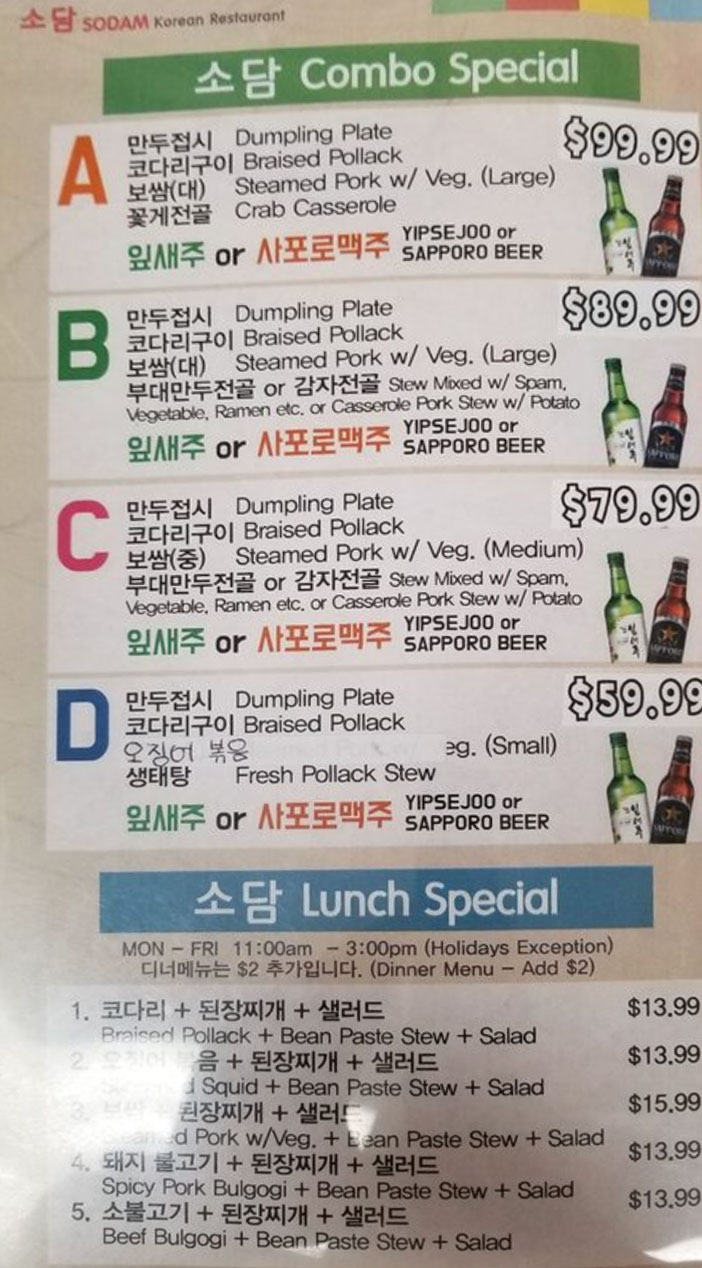 소담 SODAM Korean Restaurant
소담 Combo Special
A
$99.99
만두접시 Dumpling Plate
코다리구이 Braised Pollack
보쌈(대) Steamed Pork w/ Veg. (Large)
꽃게전골 Crab Casserole
잎새주 or 사포로맥주 YIPSEJOO or
SAPPORO BEER
B
$89.99
만두접시 Dumpling Plate
코다리구이 Braised Pollack
보쌈(대) Steamed Pork w/ Veg. (Large)
부대만두전골 or 감자전골 Stew Mixed w/ Spam,
Vegetable, Ramen etc. or Casserole Pork Stew w/ Potato
잎새주 or 사포로맥주 YIPSEJOO or
SAPPORO BEER
C
$79.99
만두접시 Dumpling Plate
코다리구이 Braised Pollack
보쌈(중) Steamed Pork w/ Veg. (Medium)
부대만두전골 or 감자전골 Stew Mixed w/ Spam,
Vegetable, Ramen etc. or Casserole Pork Stew w/ Potato
잎새주 or 사포로맥주 YIPSEJOO or
SAPPORO BEER
D
$59.99
만두접시 Dumpling Plate
코다리구이 Braised Pollack
오징어 볶음 eg. (Small)
생태탕 Fresh Pollack Stew
잎새주 or 사포로맥주 YIPSEJOO or
SAPPORO BEER
소담 Lunch Special
MON - FRI 11:00am - 3:00pm (Holidays Exception)
디너메뉴는 $2 추가입니다. (Dinner Menu - Add $2)
1. 코다리 + 된장찌개 + 샐러드 $13.99
Braised Pollack + Bean Paste Stew + Salad
2. 오징어 볶음 + 된장찌개 + 샐러드 $13.99
Squid + Bean Paste Stew + Salad
3. 보쌈 + 된장찌개 + 샐러드 $15.99
Steamed Pork w/Veg. + Bean Paste Stew + Salad
4. 돼지 불고기 + 된장찌개 + 샐러드 $13.99
Spicy Pork Bulgogi + Bean Paste Stew + Salad
5. 소불고기 + 된장찌개 + 샐러드 $13.99
Beef Bulgogi + Bean Paste Stew + Salad